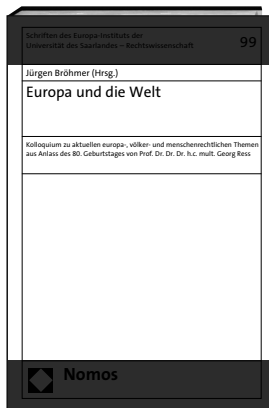 Schriften des Europa-Instituts der
Universität des Saarlandes – Rechtswissenschaft
99
Jürgen Bröhmer (Hrsg.)
Europa und die Welt
Kolloquium zu aktuellen europa-, völker- und menschenrechtlichen Themen
aus Anlass des 80. Geburtstages von Prof. Dr. Dr. Dr. h.c. mult. Georg Ress
Nomos